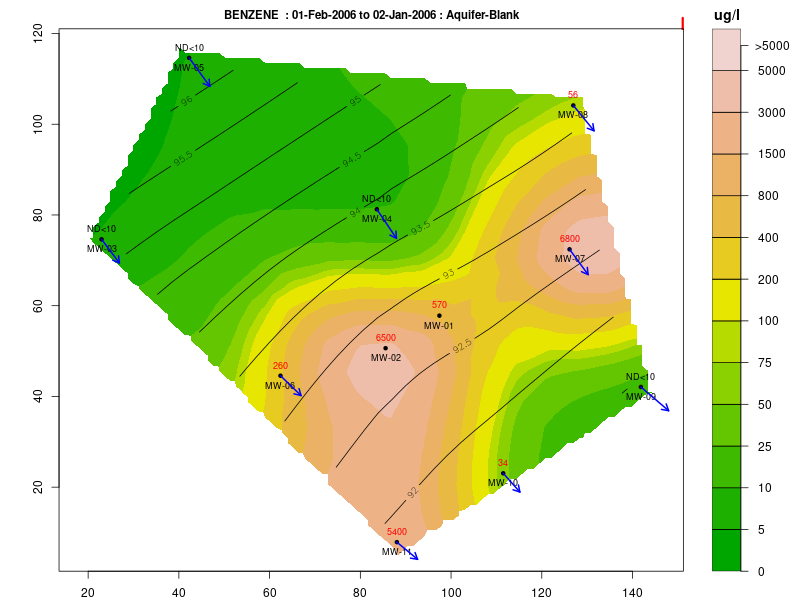 BENZENE : 01-Feb-2006 to 02-Jan-2006 : Aquifer-Blank
ug/l
>5000
5000
3000
1500
800
400
200
100
75
50
25
10
5
0
120
100
80
60
40
20
20
40
60
80
100
120
140
ND<10
MW-05
56
MW-08
96
95
95.5
94.5
ND<10
MW-04
94
93.5
ND<10
MW-03
6800
MW-07
93
570
MW-01
92.5
6500
MW-02
260
MW-06
ND<10
MW-09
34
MW-10
92
5400
MW-11